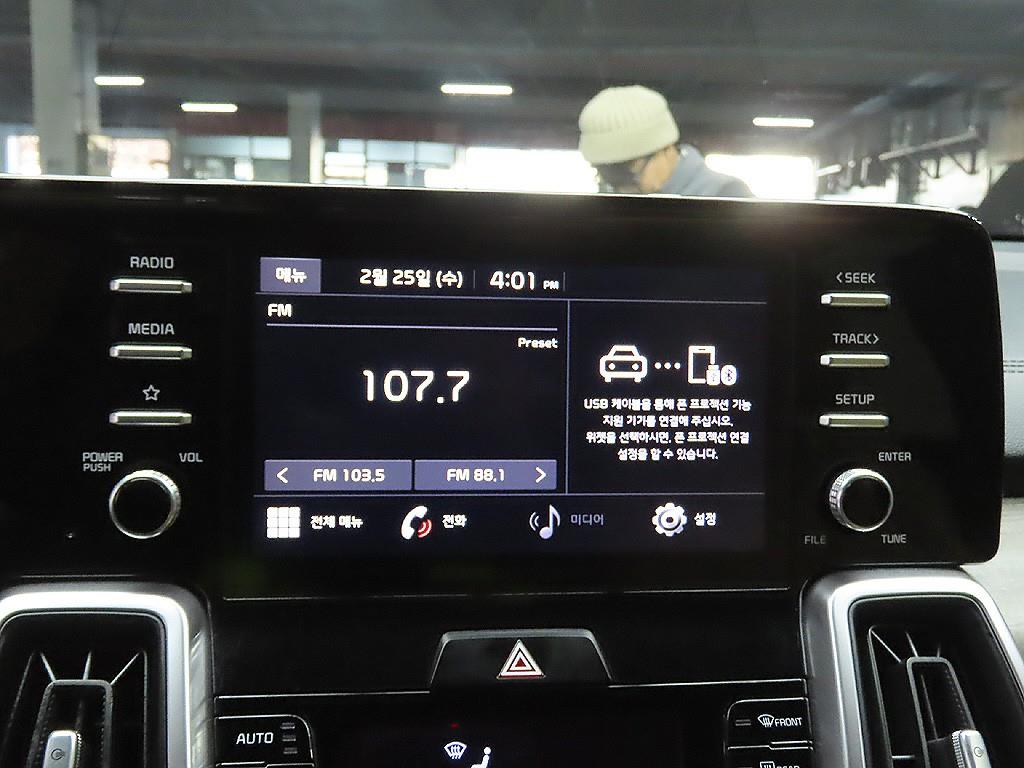 RADIO
MEDIA
POWER
PUSH
VOL
메뉴
2월 25일 (수)
4:01 PM
FM
Preset
107.7
< FM 103.5
FM 88.1 >
USB 케이블을 통해 폰 프로젝션 기능
지원 기기를 연결해 주십시오.
위젯을 선택하시면, 폰 프로젝션 연결
설정을 할 수 있습니다.
전체 메뉴
전화
미디어
설정
<SEEK
TRACK>
SETUP
ENTER
FILE
TUNE
AUTO
FRONT
REAR